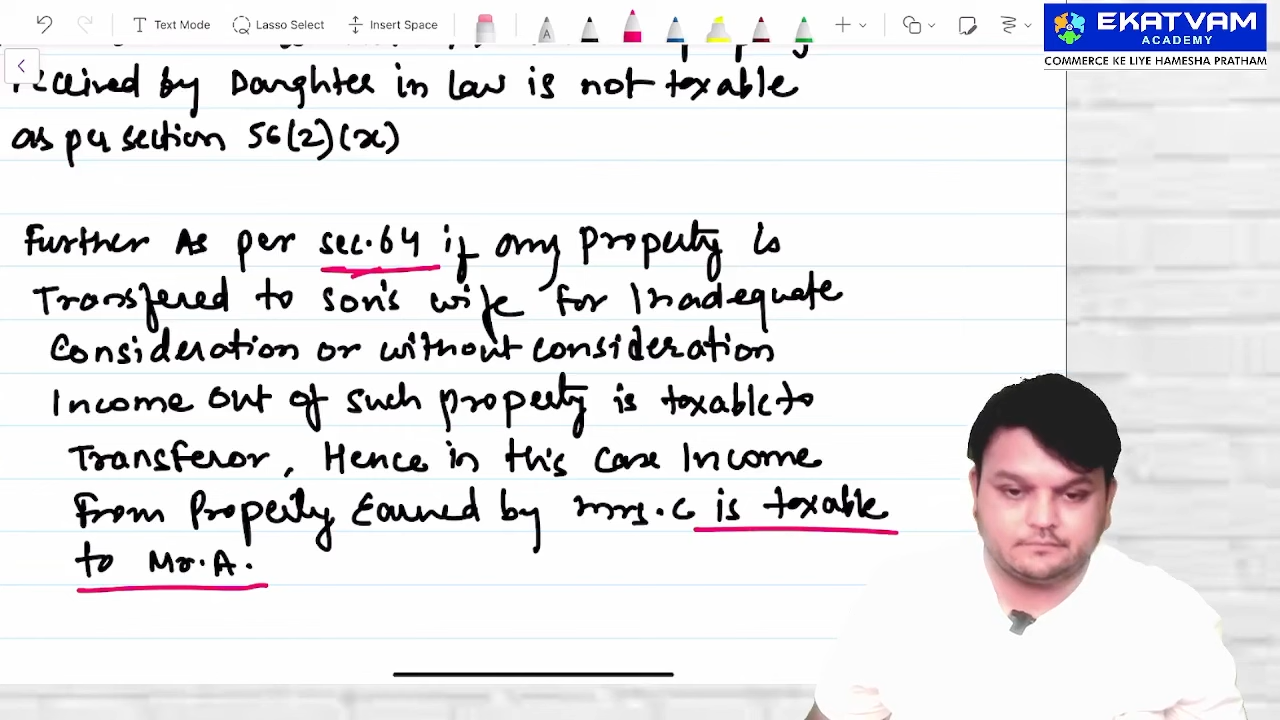 Text Mode
Lasso Select
Insert Space
EKATVAM
ACADEMY
COMMERCE KE LIYE HAMESHA PRATHAM
received by Daughter in Law is not taxable
as per section 56(2)(x)
Further As per sec.64 if any Property is
Transfered to son's wife for Inadequate
Consideration or without consideration
Income out of such property is taxable to
Transferor, Hence in this case Income
From Property Earned by mrs.C is taxable
to Mr.A.